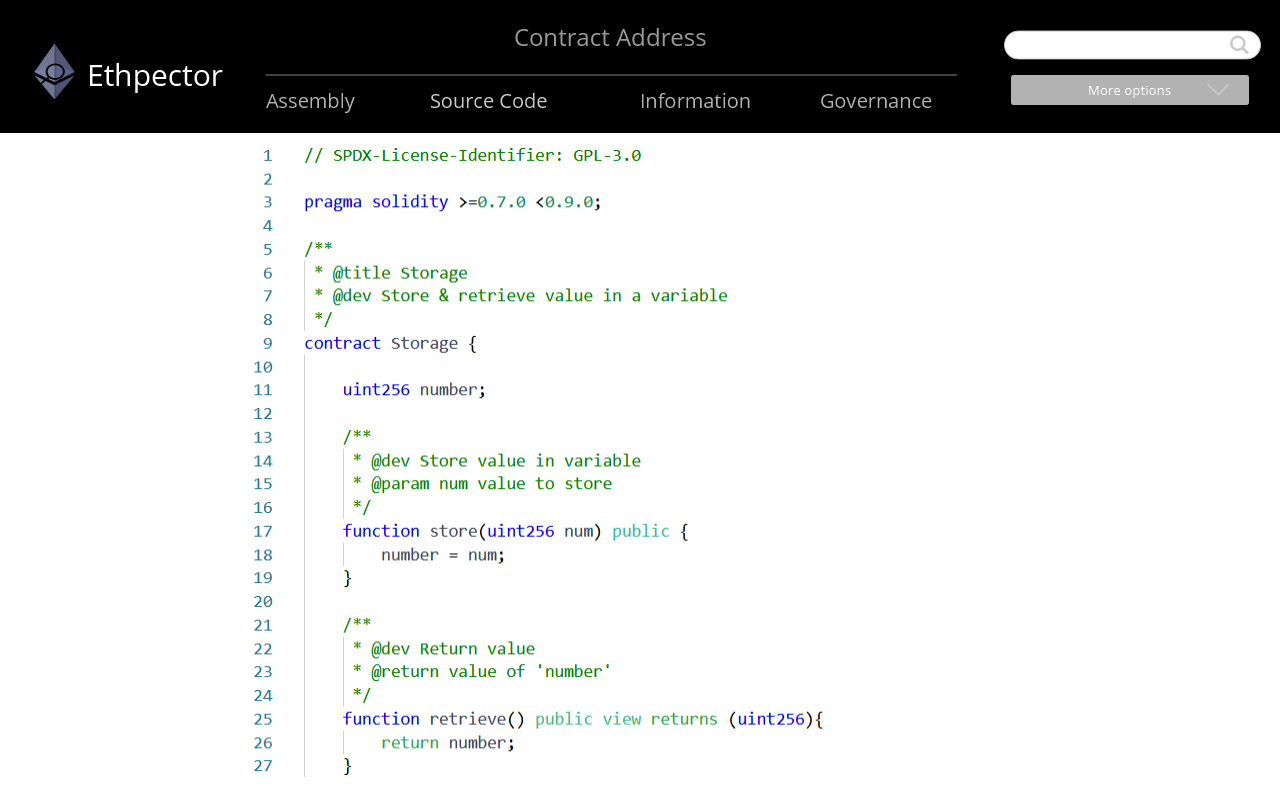 Contract Address
Ethpector
Assembly Source Code Information Governance
More options
1 // SPDX-License-Identifier: GPL-3.0
2
3 pragma solidity >=0.7.0 <0.9.0;
4
5 /**
6 * @title Storage
7 * @dev Store & retrieve value in a variable
8 */
9 contract Storage {
10
11 uint256 number;
12
13 /**
14 * @dev Store value in variable
15 * @param num value to store
16 */
17 function store(uint256 num) public {
18 number = num;
19 }
20
21 /**
22 * @dev Return value
23 * @return value of 'number'
24 */
25 function retrieve() public view returns (uint256){
26 return number;
27 }